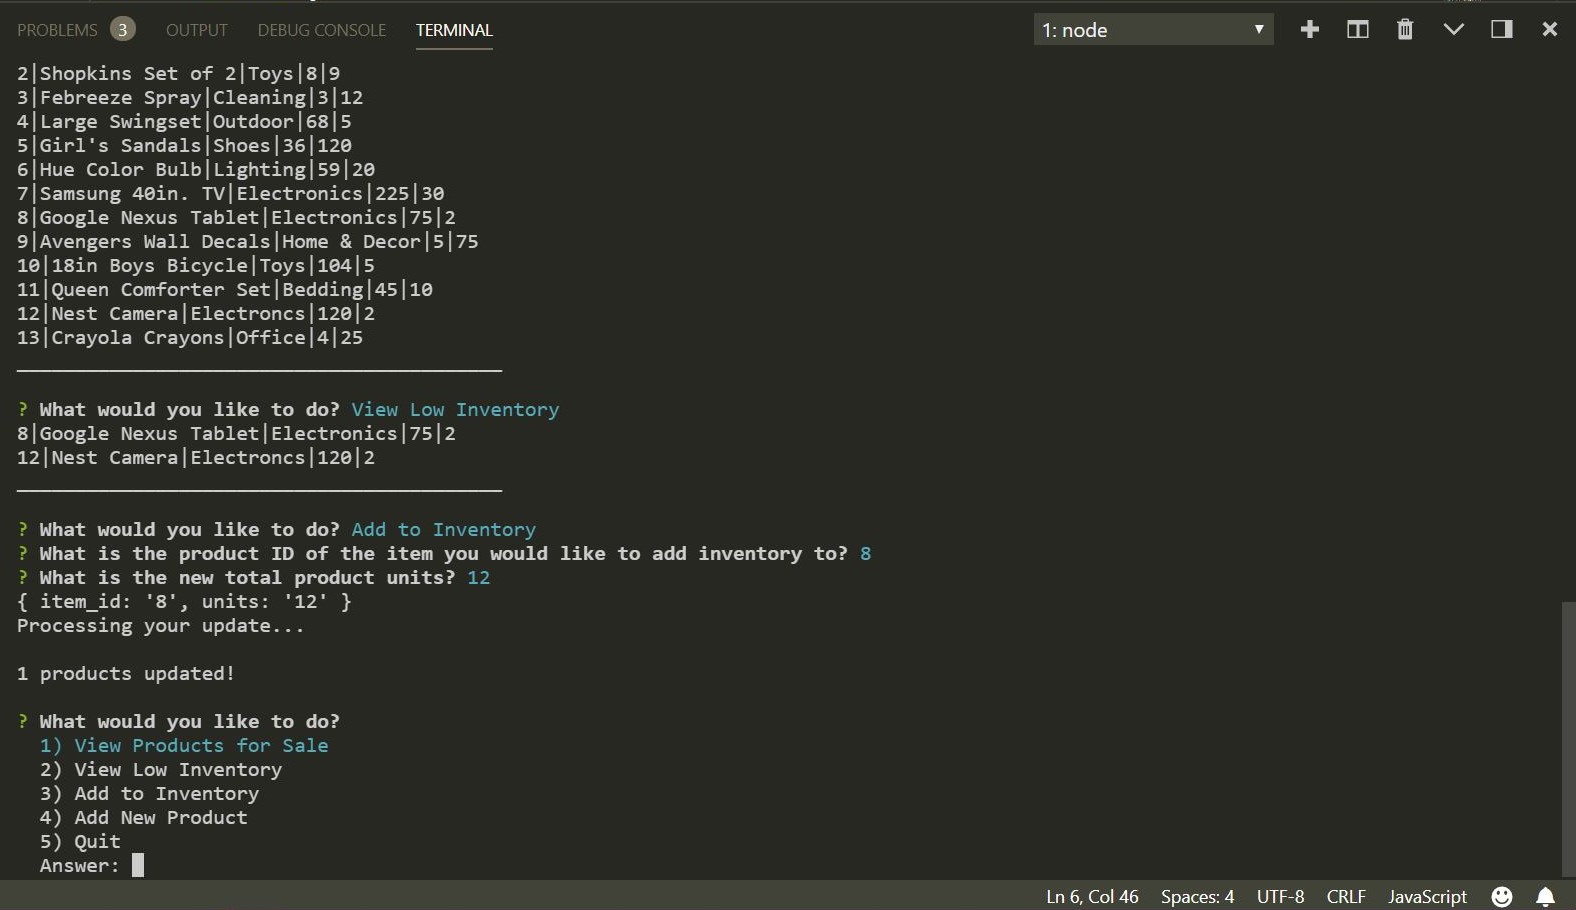 PROBLEMS 3 OUTPUT DEBUG CONSOLE TERMINAL 1: node
2|Shopkins Set of 2|Toys|8|9
3|Febreeze Spray|Cleaning|3|12
4|Large Swingset|Outdoor|68|5
5|Girl's Sandals|Shoes|36|120
6|Hue Color Bulb|Lighting|59|20
7|Samsung 40in. TV|Electronics|225|30
8|Google Nexus Tablet|Electronics|75|2
9|Avengers Wall Decals|Home & Decor|5|75
10|18in Boys Bicycle|Toys|104|5
11|Queen Comforter Set|Bedding|45|10
12|Nest Camera|Electroncs|120|2
13|Crayola Crayons|Office|4|25
__________________________________________
? What would you like to do? View Low Inventory
8|Google Nexus Tablet|Electronics|75|2
12|Nest Camera|Electroncs|120|2
__________________________________________
? What would you like to do? Add to Inventory
? What is the product ID of the item you would like to add inventory to? 8
? What is the new total product units? 12
{ item_id: '8', units: '12' }
Processing your update...
1 products updated!
? What would you like to do?
1) View Products for Sale
2) View Low Inventory
3) Add to Inventory
4) Add New Product
5) Quit
Answer:
Ln 6, Col 46 Spaces: 4 UTF-8 CRLF JavaScript